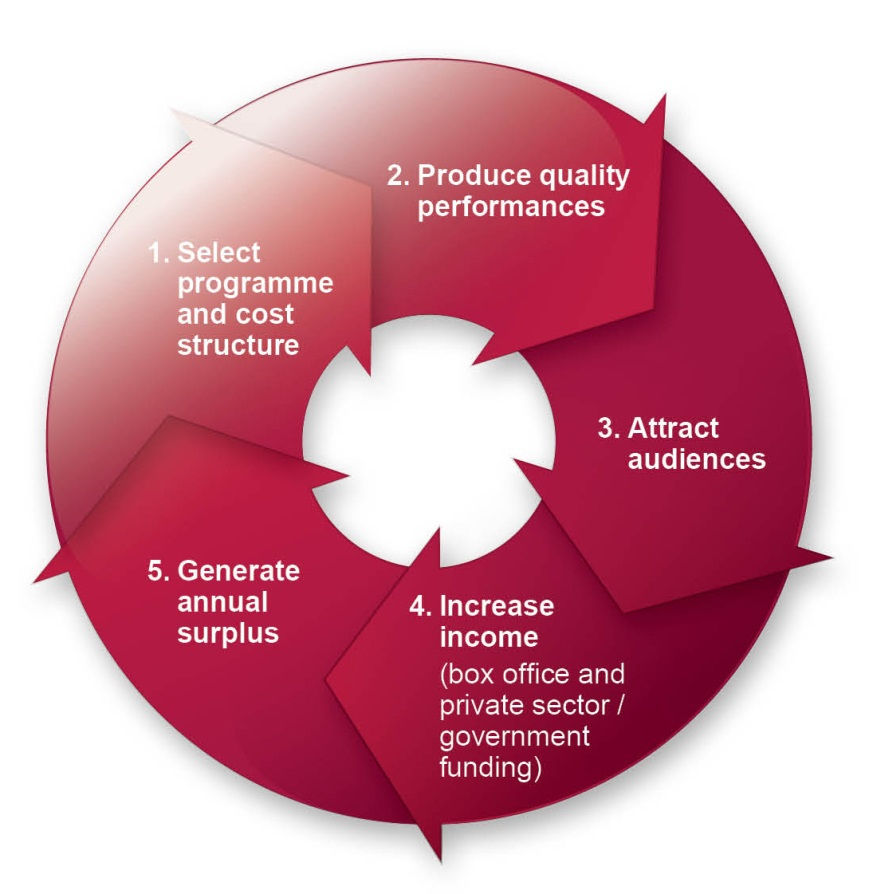 1. Select
programme
and cost
structure
2. Produce quality
performances
3. Attract
audiences
4. Increase
income
(box office and
private sector /
government
funding)
5. Generate
annual
surplus